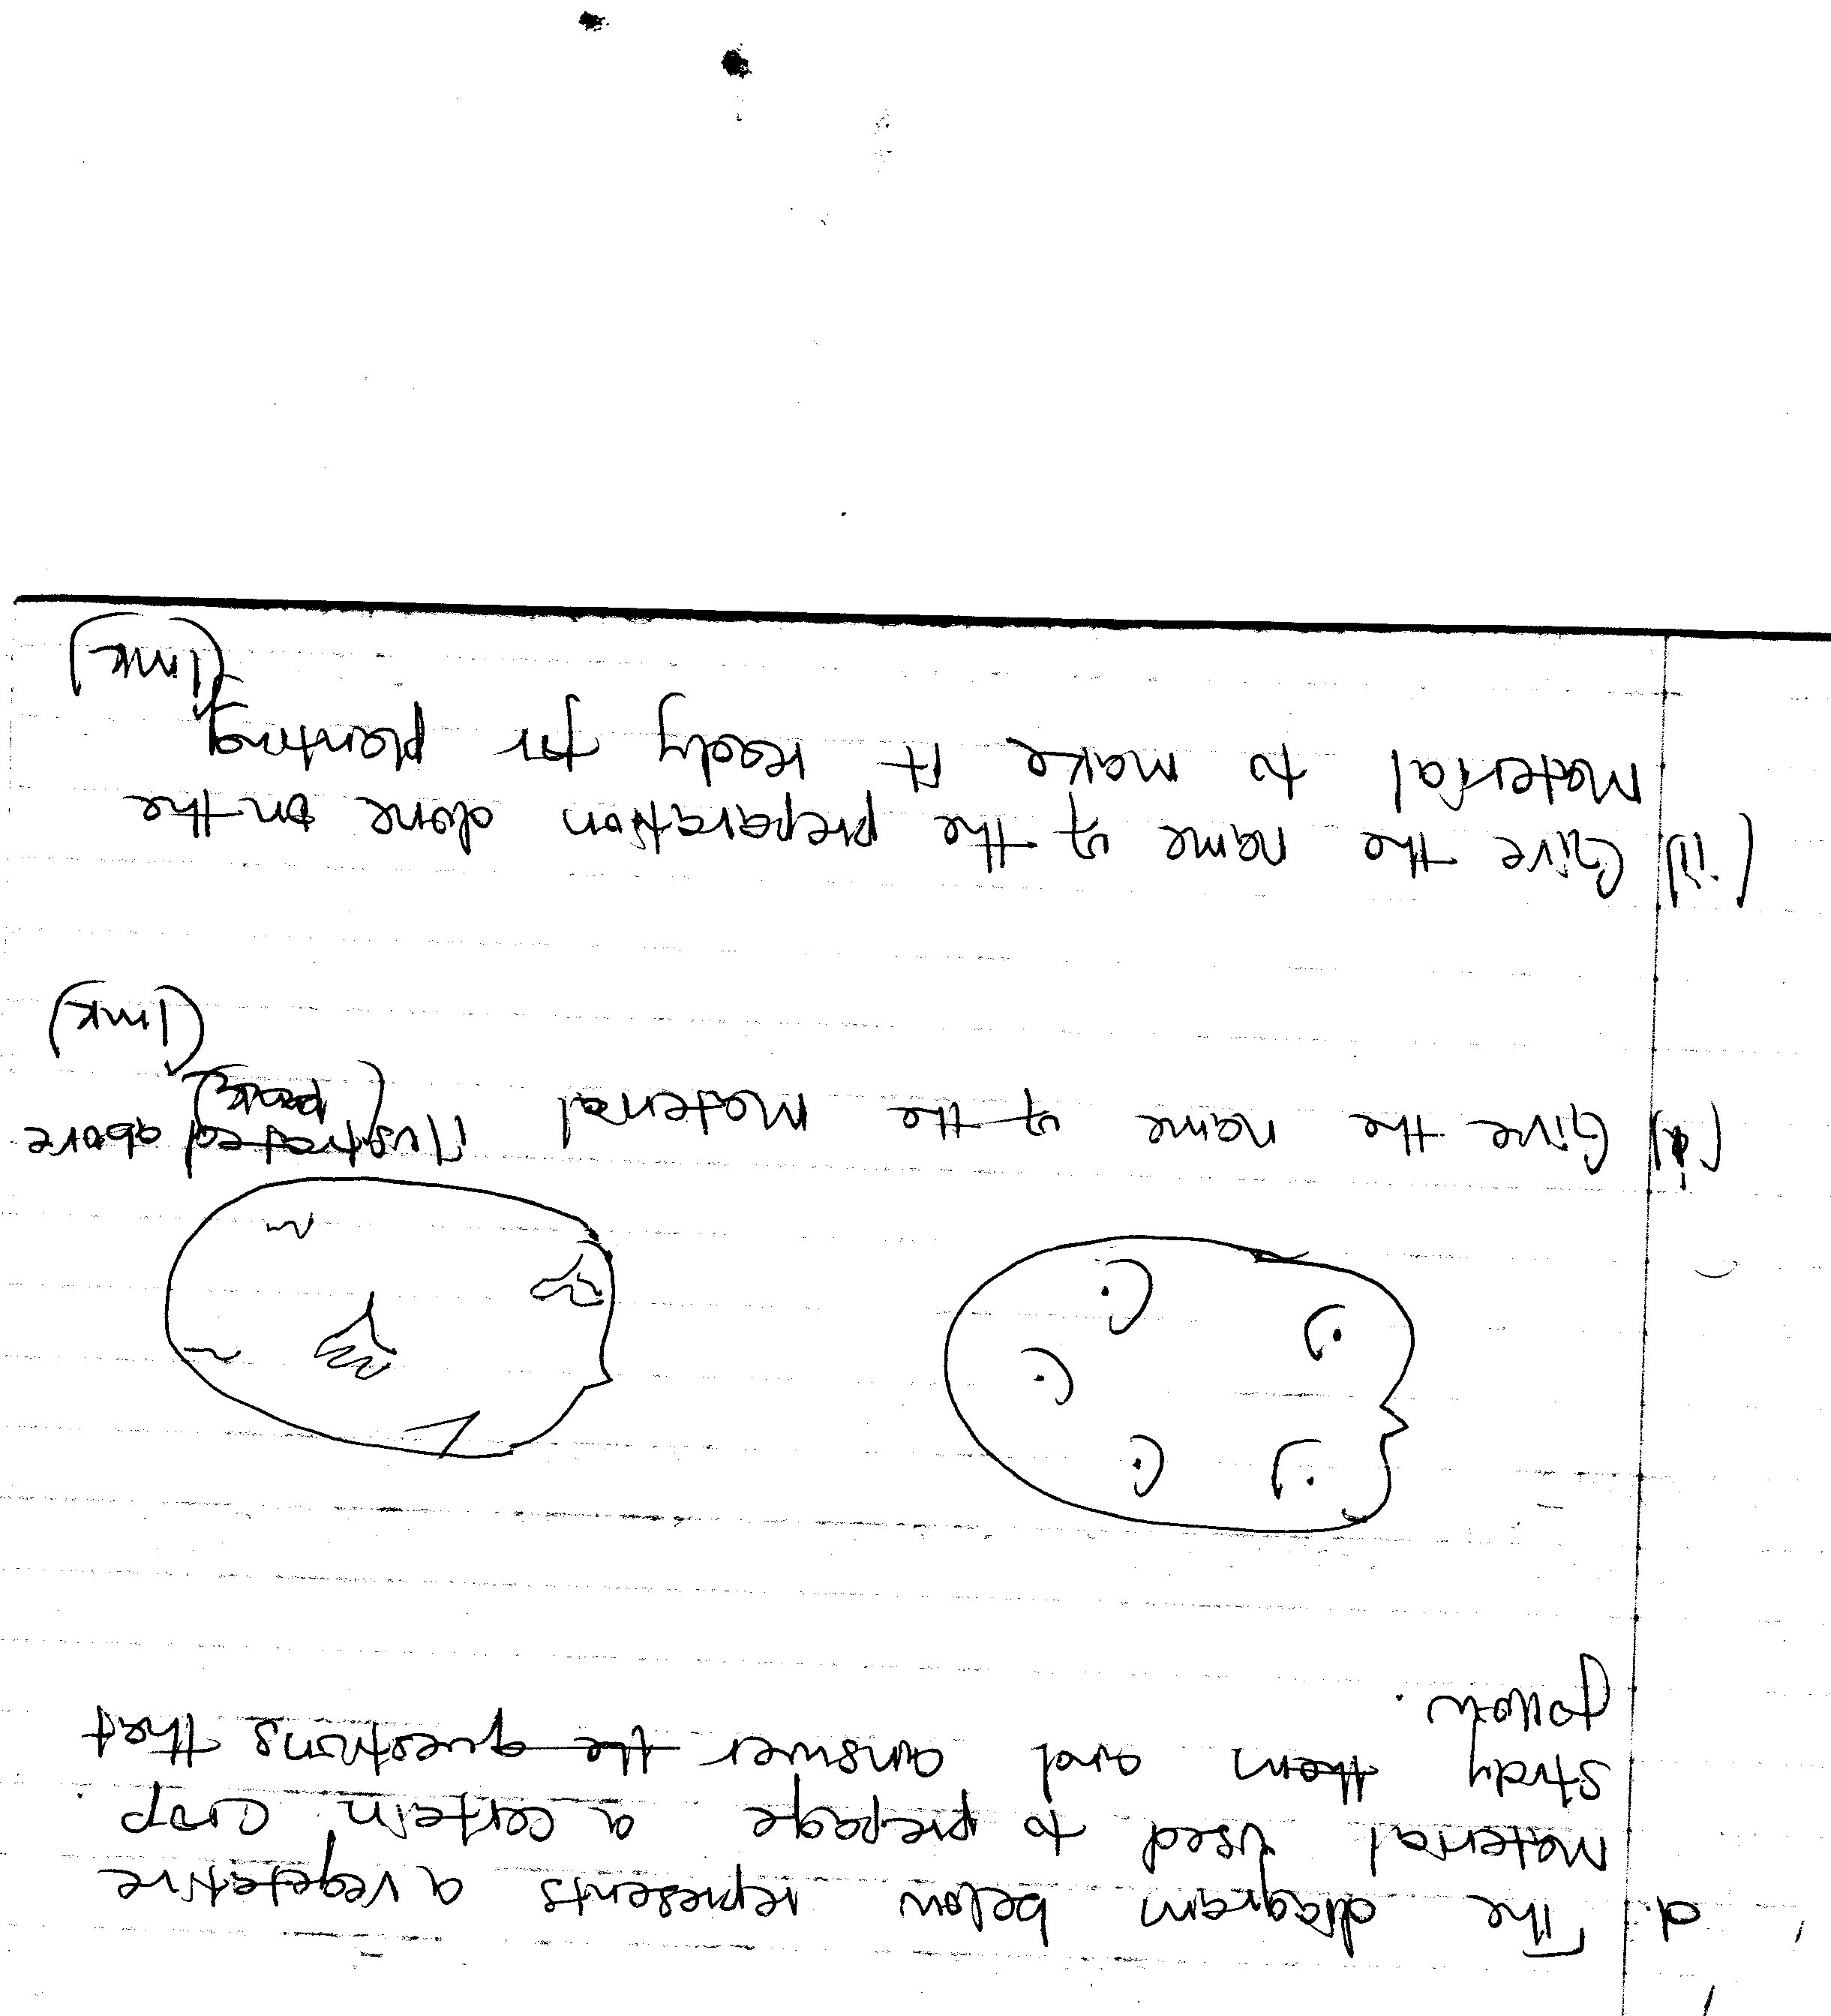 d. The diagram below represents a vegetative
Material used to prepage a certein crop.
Study them and answer the questions that
follow.
(i) Give the name of the Material illustrated above
(1mk)
(ii) Give the name of the preparation done on the
Material to make it ready for planting
(1mk)